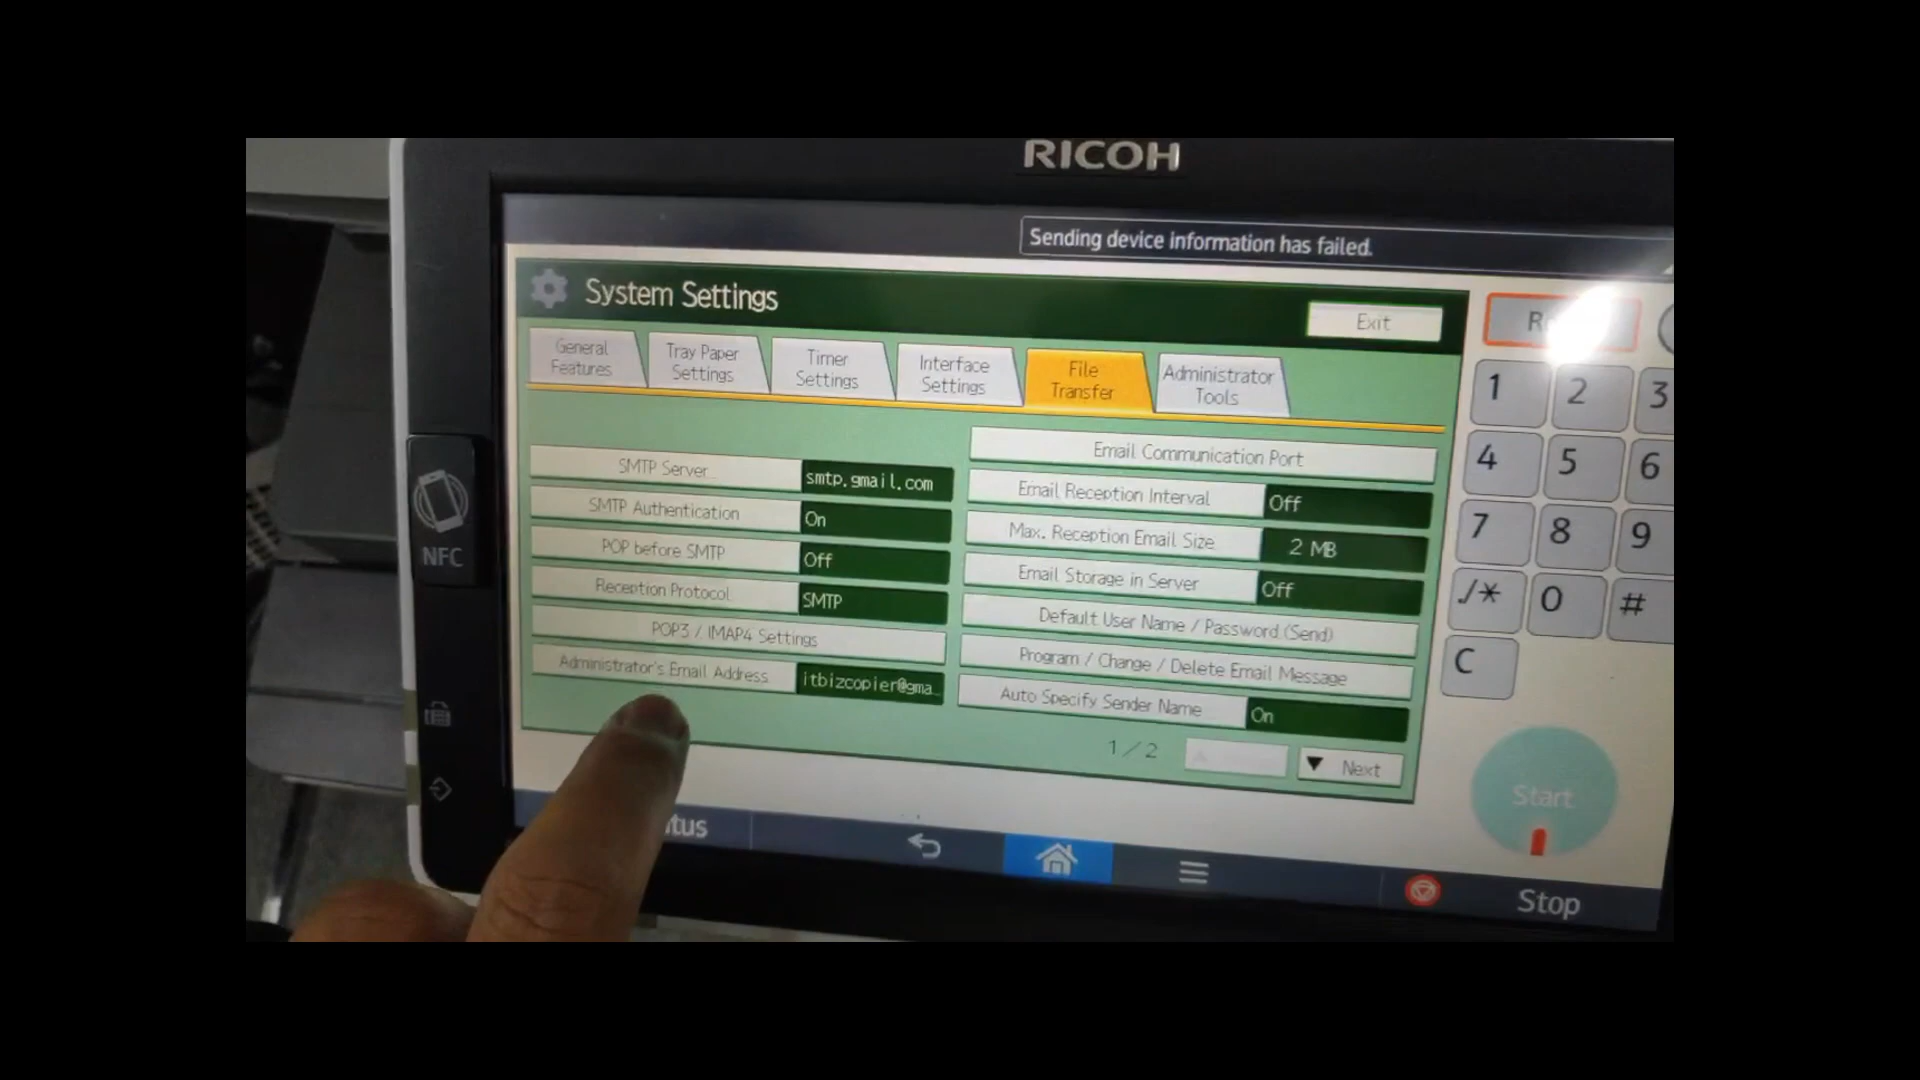 RICOH
Sending device information has failed.
System Settings
Exit
General Features
Tray Paper Settings
Timer Settings
Interface Settings
File Transfer
Administrator Tools
SMTP Server
smtp.gmail.com
SMTP Authentication
On
POP before SMTP
Off
Reception Protocol
SMTP
POP3 / IMAP4 Settings
Administrator's Email Address
itbizcopier@gma...
Email Communication Port
Email Reception Interval
Off
Max. Reception Email Size
2 MB
Email Storage in Server
Off
Default User Name / Password (Send)
Program / Change / Delete Email Message
Auto Specify Sender Name
On
1 / 2
▼ Next
1 2 3
4 5 6
7 8 9
./* 0 #
C
Start
Stop
NFC